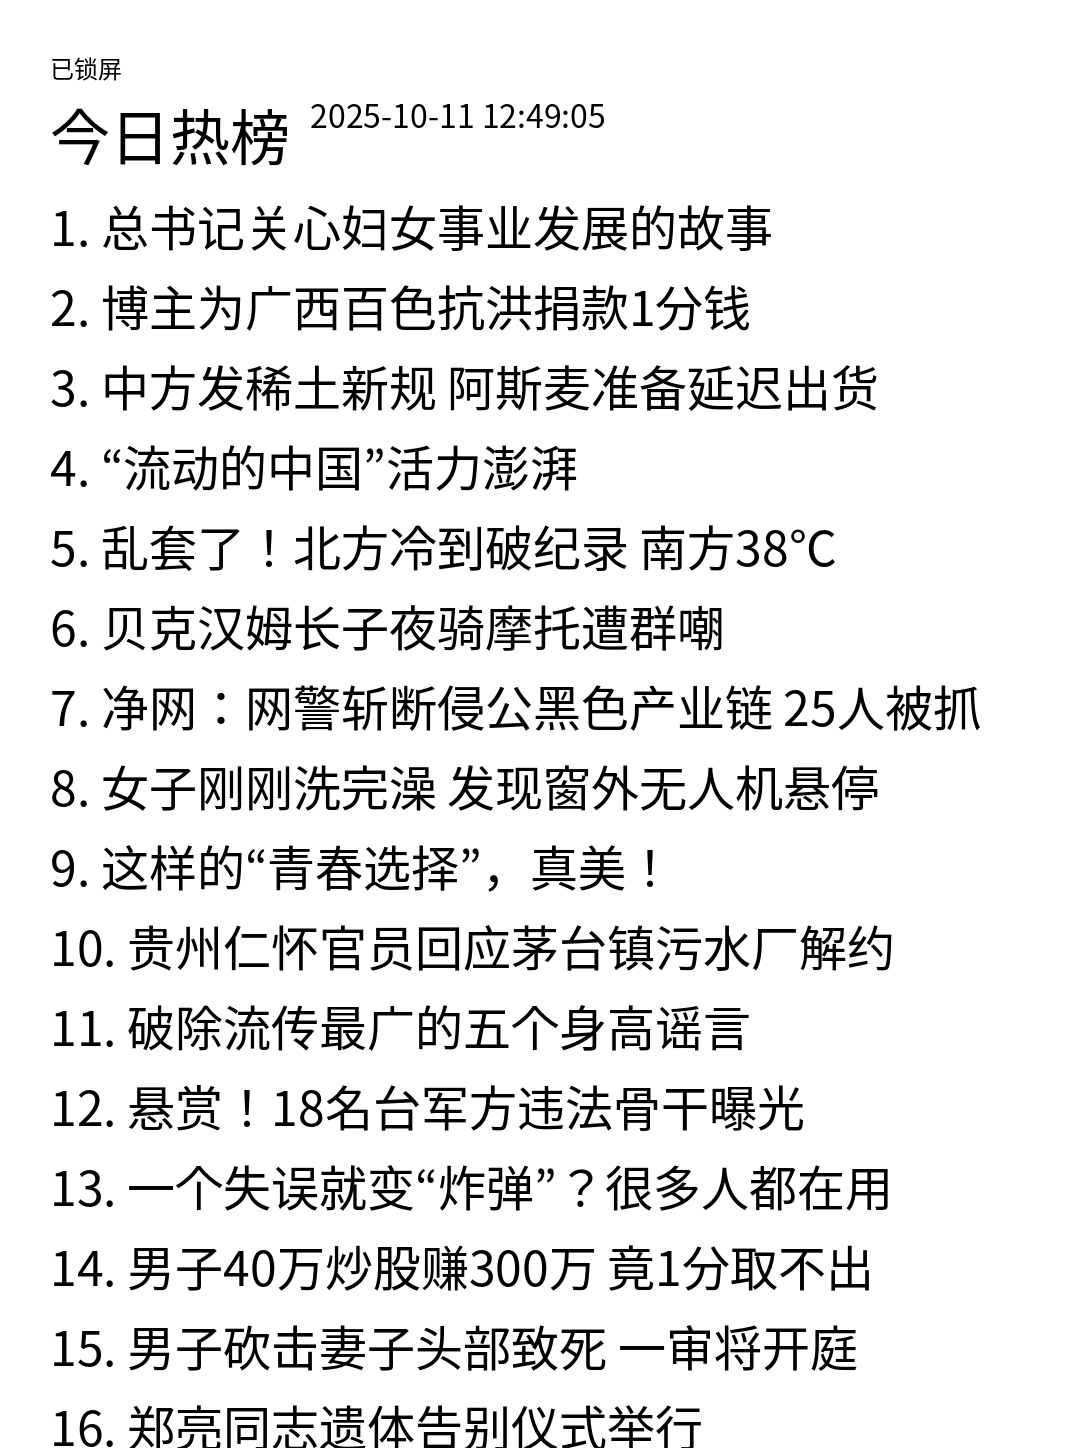 已锁屏
今日热榜 2025-10-11 12:49:05
1. 总书记关心妇女事业发展的故事
2. 博主为广西百色抗洪捐款1分钱
3. 中方发稀土新规 阿斯麦准备延迟出货
4. “流动的中国”活力澎湃
5. 乱套了！北方冷到破纪录 南方38℃
6. 贝克汉姆长子夜骑摩托遭群嘲
7. 净网：网警斩断侵公黑色产业链 25人被抓
8. 女子刚刚洗完澡 发现窗外无人机悬停
9. 这样的“青春选择”，真美！
10. 贵州仁怀官员回应茅台镇污水厂解约
11. 破除流传最广的五个身高谣言
12. 悬赏！18名台军方违法骨干曝光
13. 一个失误就变“炸弹”？很多人都在用
14. 男子40万炒股赚300万 竟1分取不出
15. 男子砍击妻子头部致死 一审将开庭
16. 郑亮同志遗体告别仪式举行